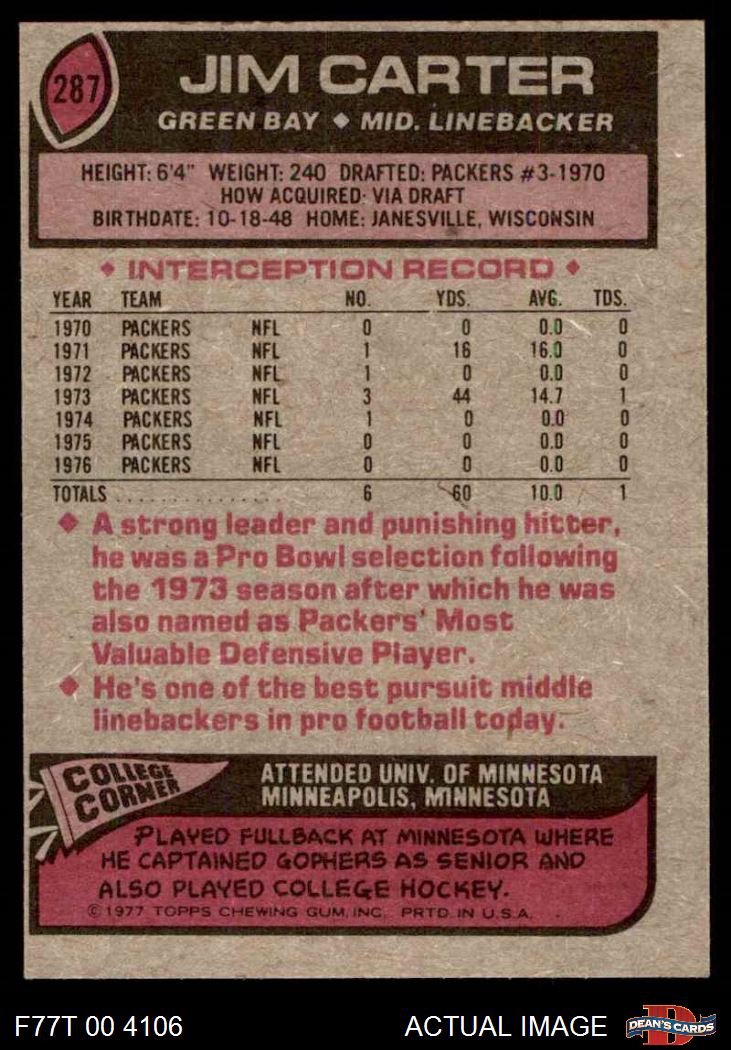 287
JIM CARTER
GREEN BAY ◆ MID. LINEBACKER
HEIGHT: 6'4" WEIGHT: 240 DRAFTED: PACKERS #3-1970
HOW ACQUIRED: VIA DRAFT
BIRTHDATE: 10-18-48 HOME: JANESVILLE, WISCONSIN
◆ INTERCEPTION RECORD ◆
YEAR TEAM NO. YDS. AVG. TDS.
1970 PACKERS NFL 0 0 0.0 0
1971 PACKERS NFL 1 16 16.0 0
1972 PACKERS NFL 1 0 0.0 0
1973 PACKERS NFL 3 44 14.7 1
1974 PACKERS NFL 1 0 0.0 0
1975 PACKERS NFL 0 0 0.0 0
1976 PACKERS NFL 0 0 0.0 0
TOTALS ................ 6 60 10.0 1
◆ A strong leader and punishing hitter,
he was a Pro Bowl selection following
the 1973 season after which he was
also named as Packers' Most
Valuable Defensive Player.
◆ He's one of the best pursuit middle
linebackers in pro football today.
COLLEGE
CORNER
ATTENDED UNIV. OF MINNESOTA
MINNEAPOLIS, MINNESOTA
PLAYED FULLBACK AT MINNESOTA WHERE
HE CAPTAINED GOPHERS AS SENIOR AND
ALSO PLAYED COLLEGE HOCKEY.
©1977 TOPPS CHEWING GUM, INC. PRTD. IN U.S.A.
F77T 00 4106 ACTUAL IMAGE
D
DEAN'S CARDS